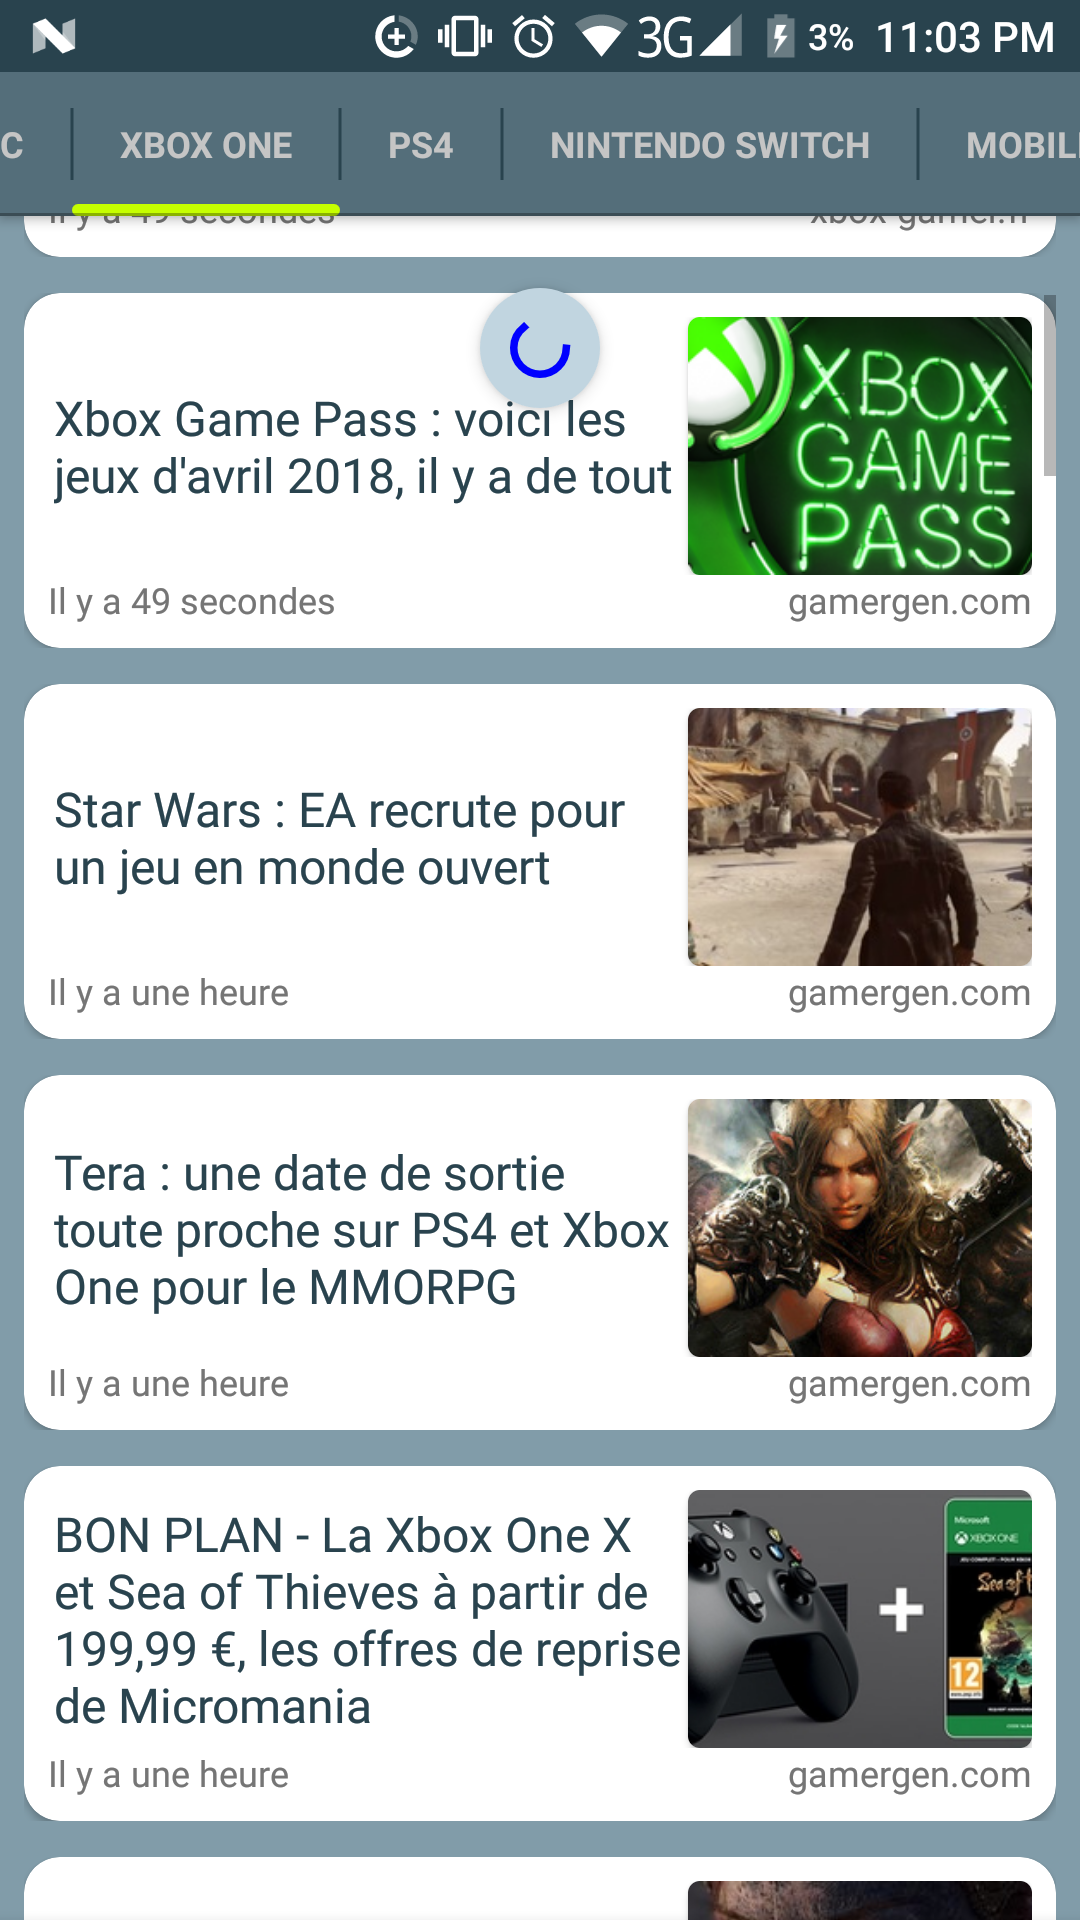 3G 3% 11:03 PM
C XBOX ONE PS4 NINTENDO SWITCH MOBIL
Il y a 49 secondes xbox-gamer.fr
Xbox Game Pass : voici les
jeux d'avril 2018, il y a de tout
XBOX
GAME
PASS
Il y a 49 secondes gamergen.com
Star Wars : EA recrute pour
un jeu en monde ouvert
Il y a une heure gamergen.com
Tera : une date de sortie
toute proche sur PS4 et Xbox
One pour le MMORPG
Il y a une heure gamergen.com
BON PLAN - La Xbox One X
et Sea of Thieves à partir de
199,99 €, les offres de reprise
de Micromania
Microsoft
XBOX ONE
Sea of
12
Il y a une heure gamergen.com